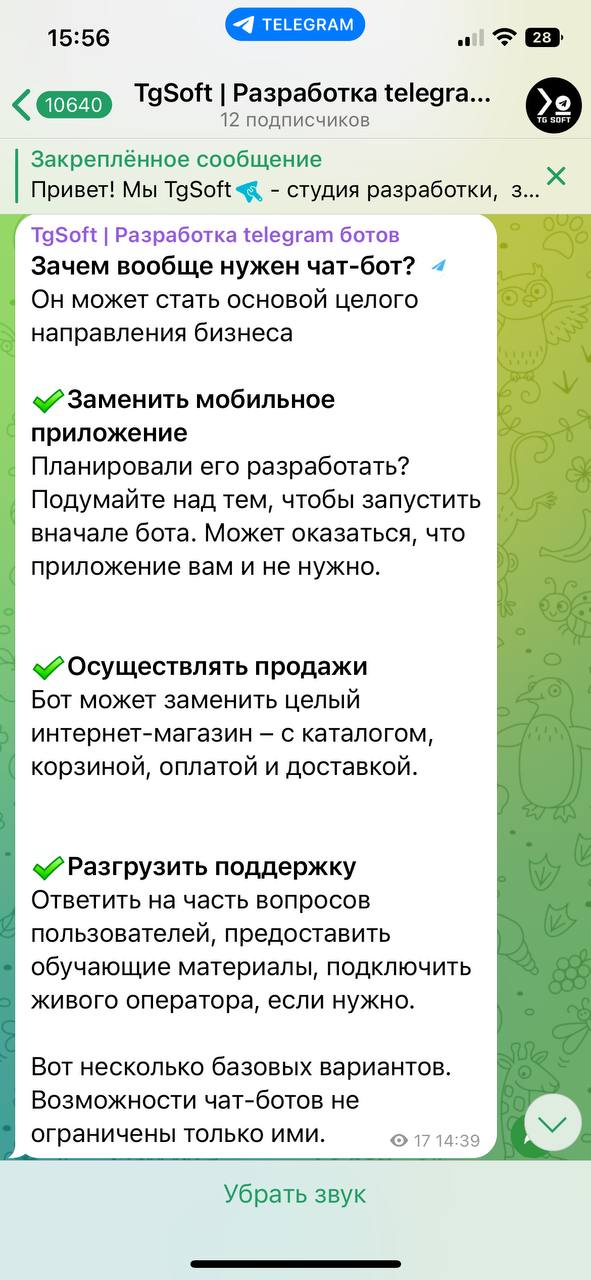 15:56
TELEGRAM
28
10640
TgSoft | Разработка telegra...
12 подписчиков
TG SOFT
Закреплённое сообщение
Привет! Мы TgSoft - студия разработки, з...
TgSoft | Разработка telegram ботов
Зачем вообще нужен чат-бот?
Он может стать основой целого
направления бизнеса
✔Заменить мобильное
приложение
Планировали его разработать?
Подумайте над тем, чтобы запустить
вначале бота. Может оказаться, что
приложение вам и не нужно.
✔Осуществлять продажи
Бот может заменить целый
интернет-магазин – с каталогом,
корзиной, оплатой и доставкой.
✔Разгрузить поддержку
Ответить на часть вопросов
пользователей, предоставить
обучающие материалы, подключить
живого оператора, если нужно.
Вот несколько базовых вариантов.
Возможности чат-ботов не
ограничены только ими.
17 14:39
Убрать звук